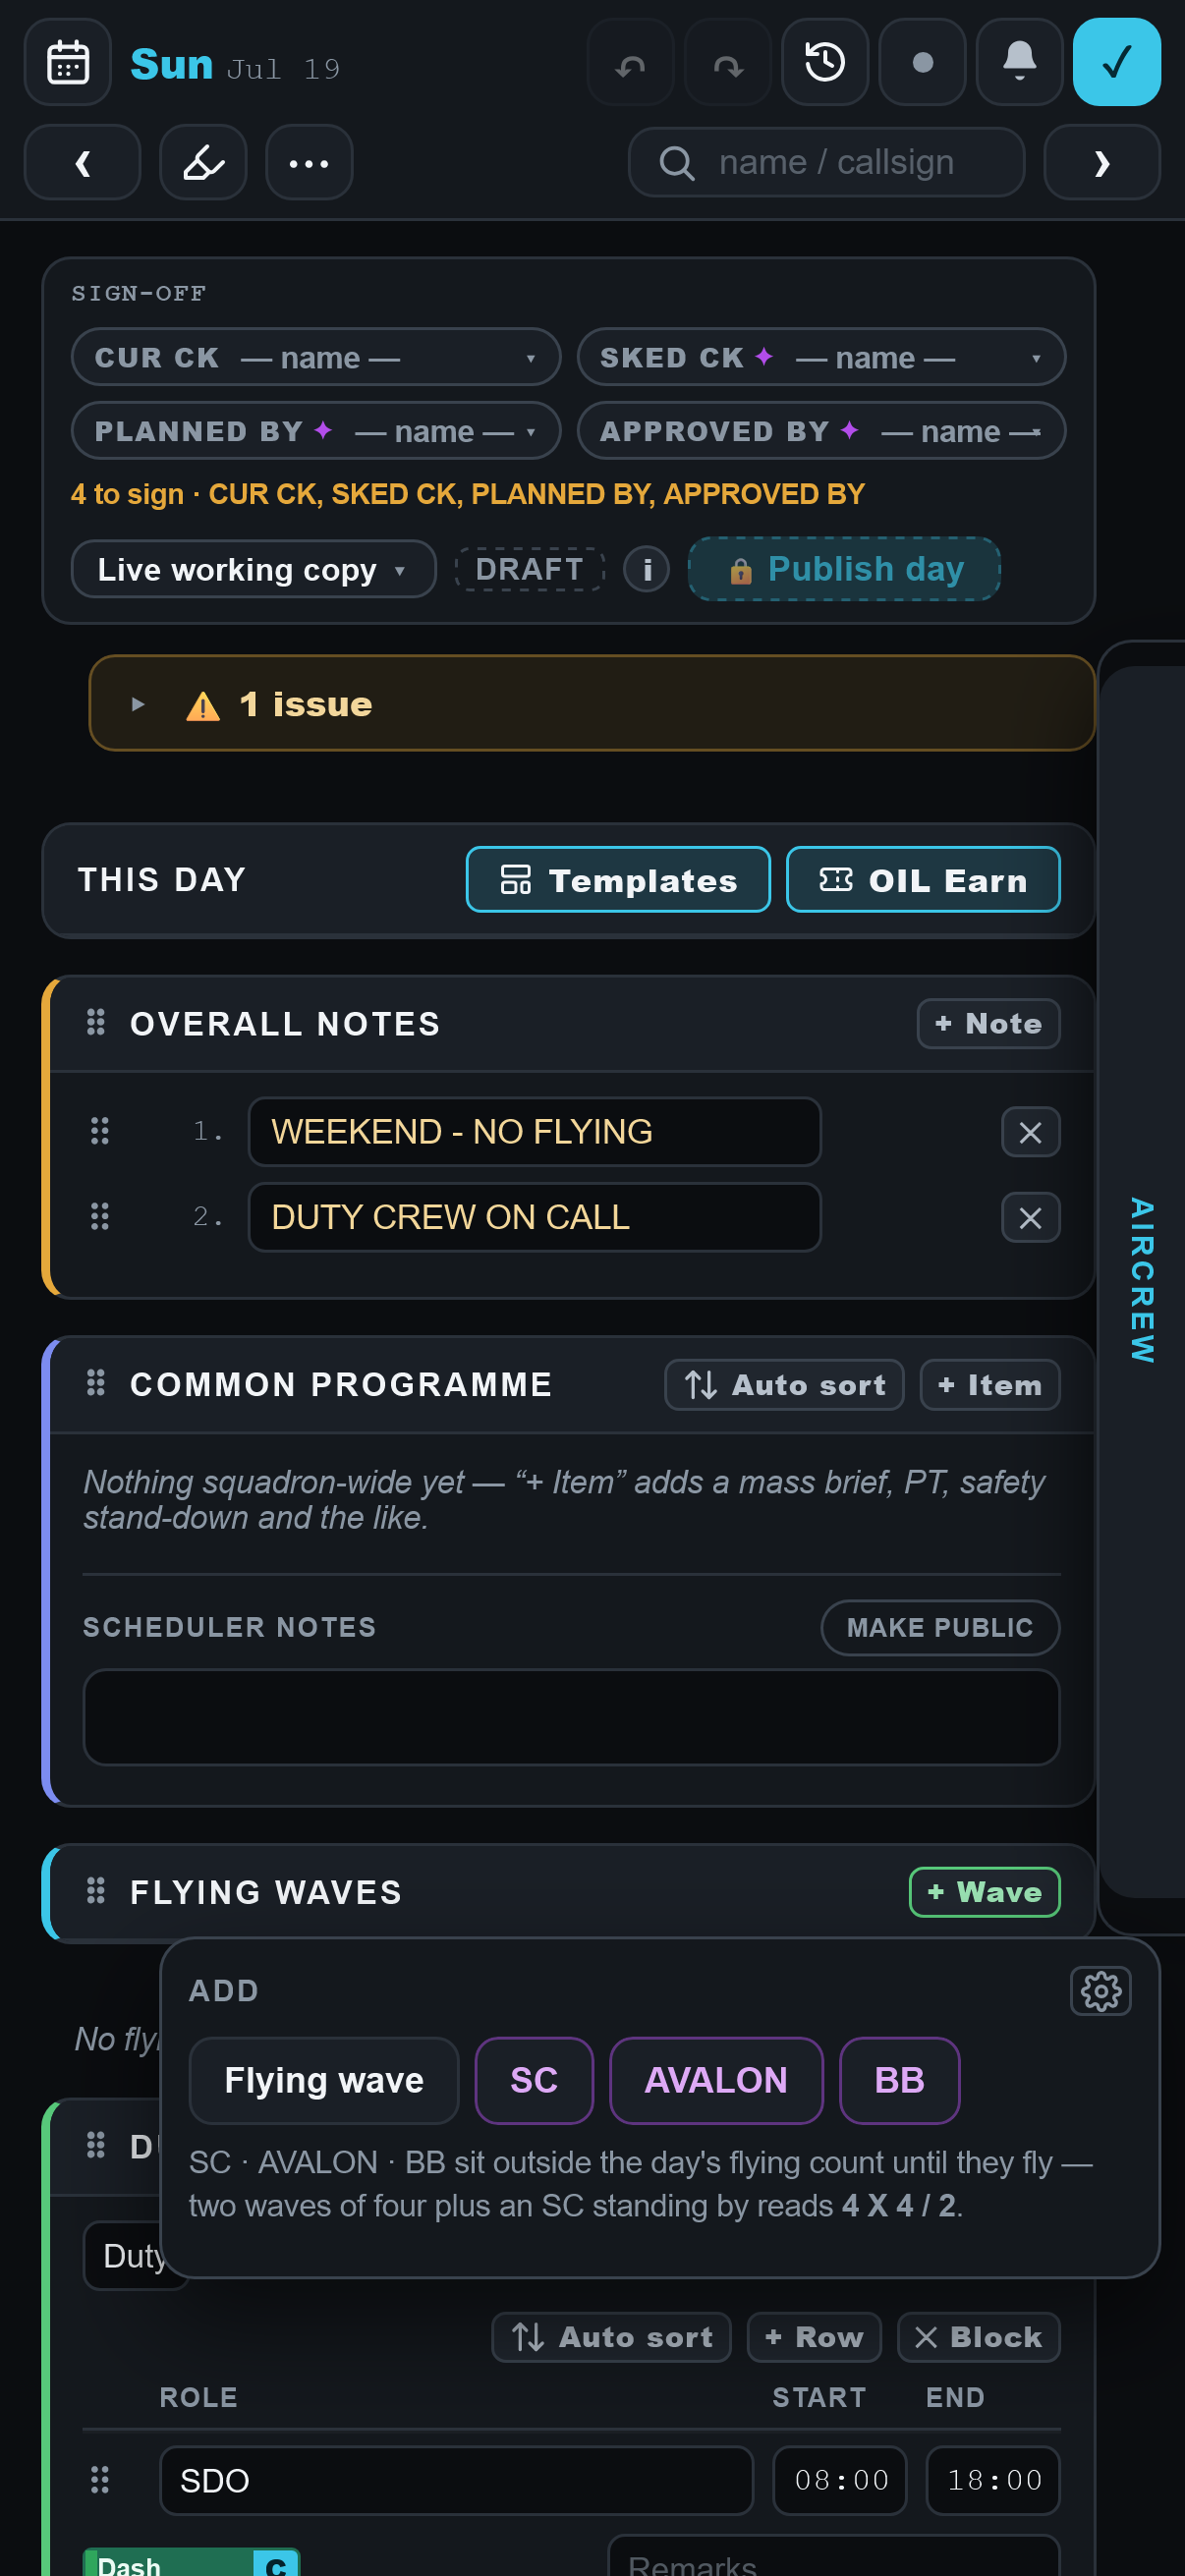 Sun Jul 19
name / callsign
SIGN-OFF
CUR CK — name —
SKED CK — name —
PLANNED BY — name —
APPROVED BY — name —
4 to sign · CUR CK, SKED CK, PLANNED BY, APPROVED BY
Live working copy
DRAFT
i
Publish day
1 issue
AIRCREW
THIS DAY
Templates
OIL Earn
OVERALL NOTES
+ Note
1. WEEKEND - NO FLYING
2. DUTY CREW ON CALL
COMMON PROGRAMME
Auto sort
+ Item
Nothing squadron-wide yet — “+ Item” adds a mass brief, PT, safety
stand-down and the like.
SCHEDULER NOTES
MAKE PUBLIC
FLYING WAVES
+ Wave
ADD
No
Flying wave
SC
AVALON
BB
SC · AVALON · BB sit outside the day's flying count until they fly —
two waves of four plus an SC standing by reads 4 X 4 / 2.
Duty
Auto sort
+ Row
Block
ROLE START END
SDO 08:00 18:00
Dash C
Remarks